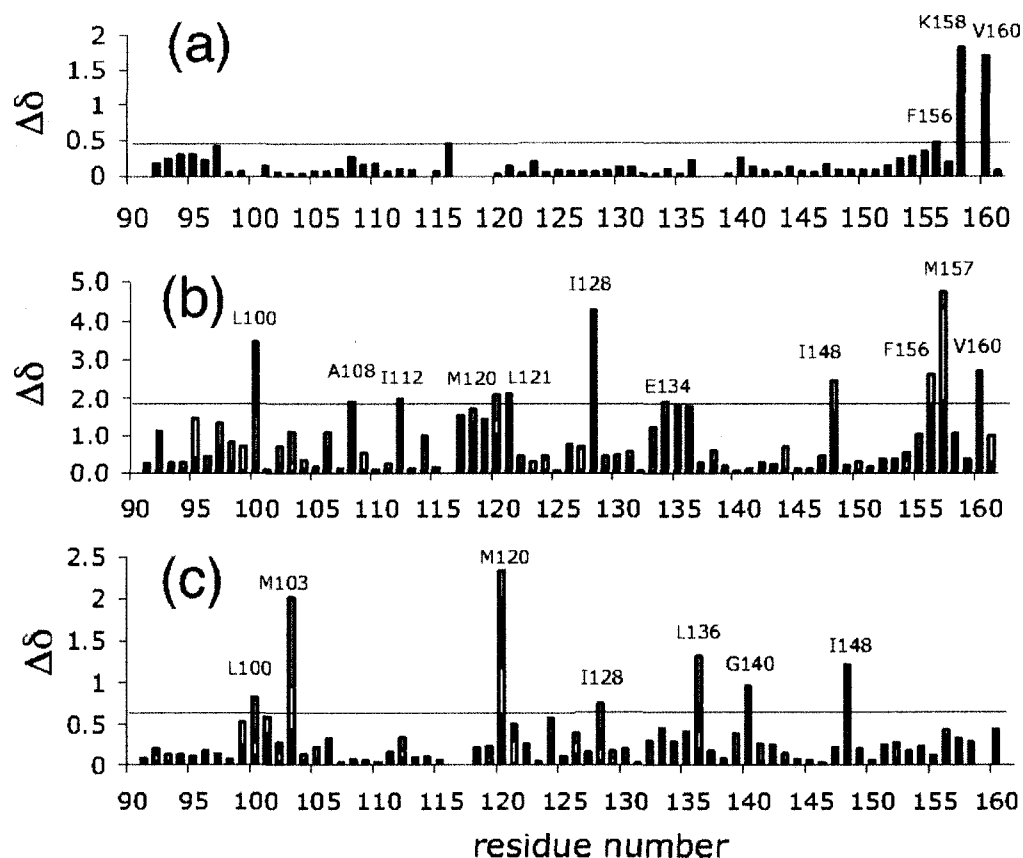 (a)
K158
V160
F156
Δδ
2
1.5
1
0.5
0
90 95 100 105 110 115 120 125 130 135 140 145 150 155 160
(b)
M157
I128
L100
A108
I112
M120
L121
E134
I148
F156
V160
Δδ
5.0
4.0
3.0
2.0
1.0
0.0
90 95 100 105 110 115 120 125 130 135 140 145 150 155 160
(c)
M120
M103
L136
L100
I128
G140
I148
Δδ
2.5
2
1.5
1
0.5
0
90 95 100 105 110 115 120 125 130 135 140 145 150 155 160
residue number